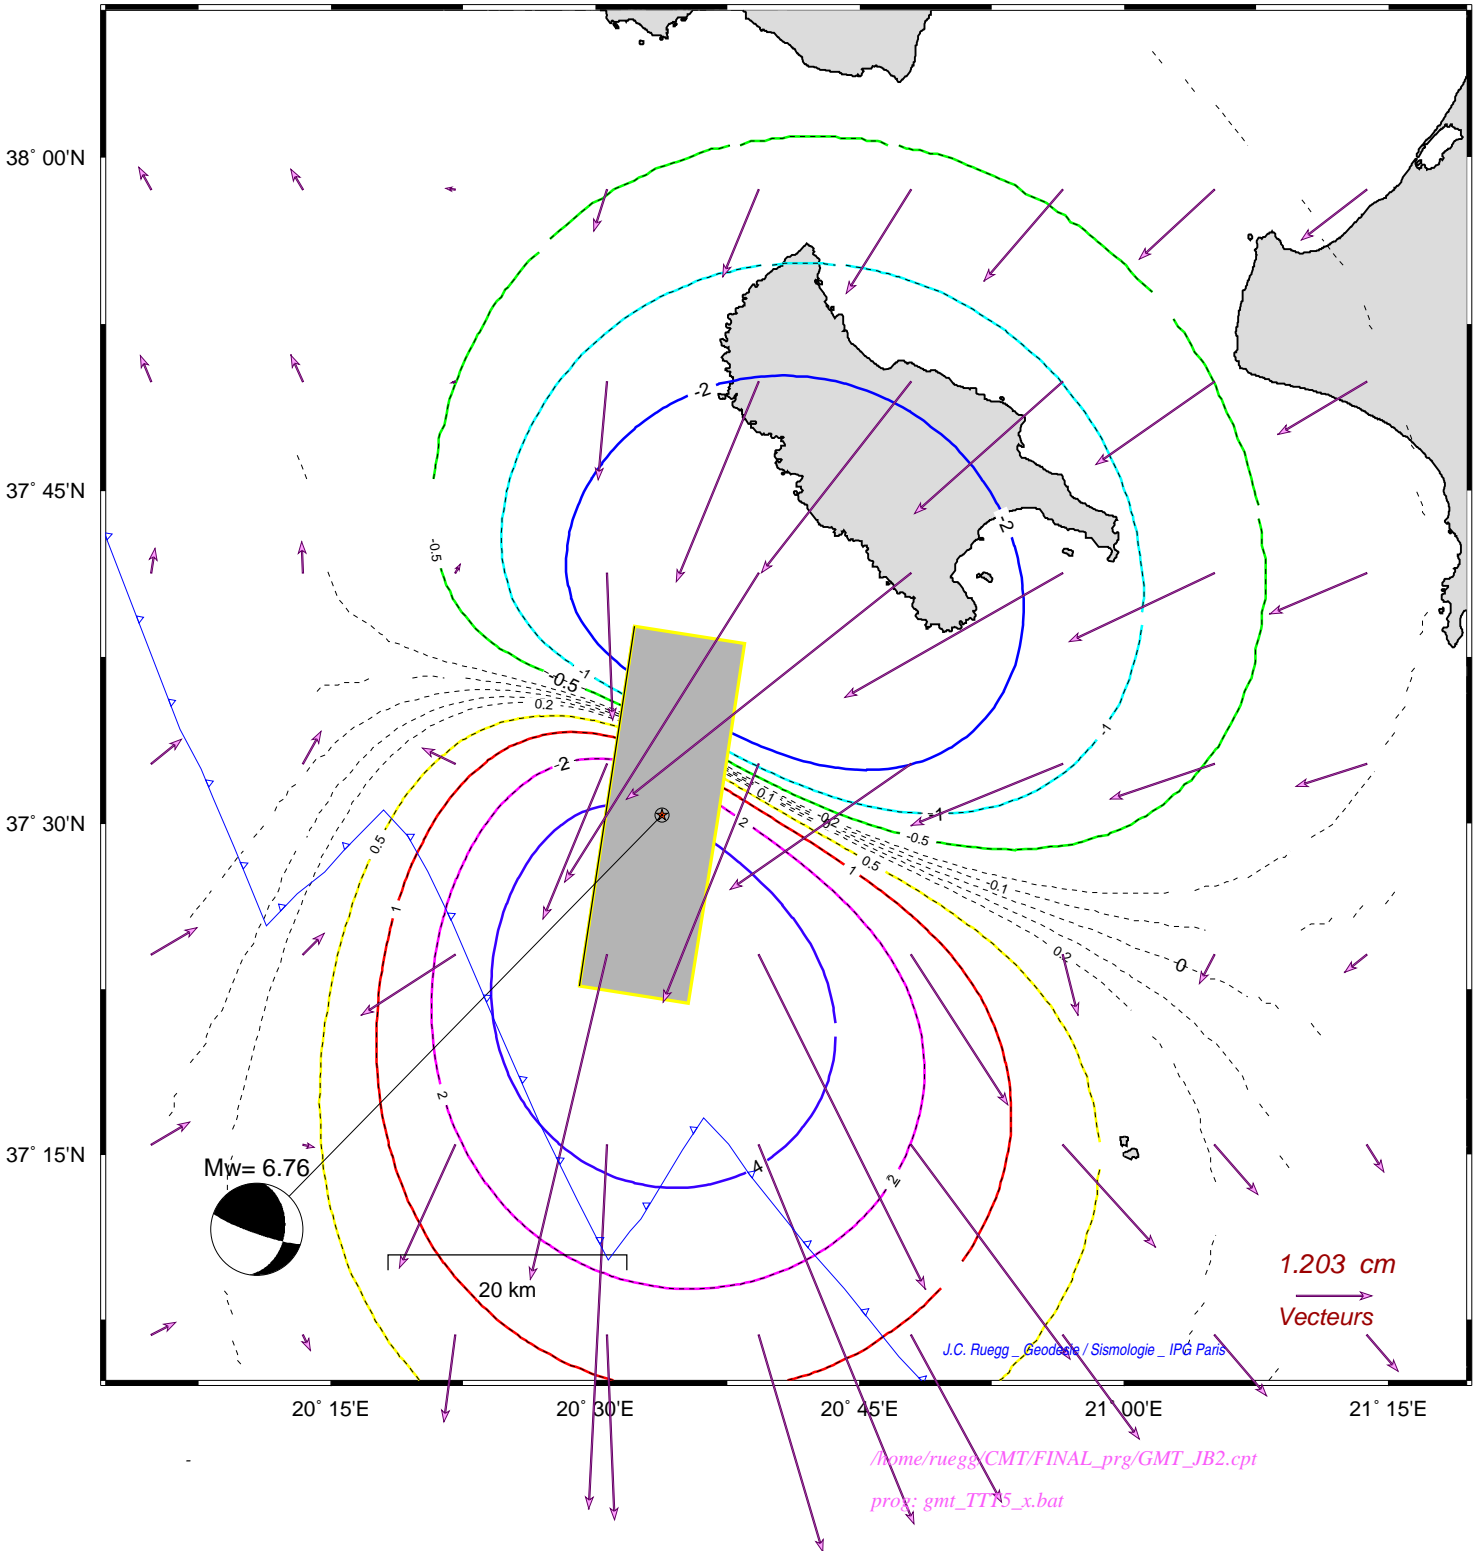 38° 00'N
-2
37° 45'N
-2
-0.5
-1
-0.5
0.2
-1
-2
0.1
-1
37° 30'N
2
-0.2
0.5
-0.5
0.5
1
-0.1
1
0.2
0
2
37° 15'N
4
2
Mw= 6.76
20 km
1.203 cm
Vecteurs
J.C. Ruegg _ Geodesie / Sismologie _ IPG Paris
20° 15'E
20° 30'E
20° 45'E
21° 00'E
21° 15'E
/home/ruegg/CMT/FINAL_prg/GMT_JB2.cpt
-
prog: gmt_TTT5_x.bat